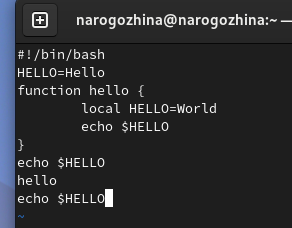 narogozhina@narogozhina:~ —
#!/bin/bash
HELLO=Hello
function hello {
        local HELLO=World
        echo $HELLO
}
echo $HELLO
hello
echo $HELLO
~